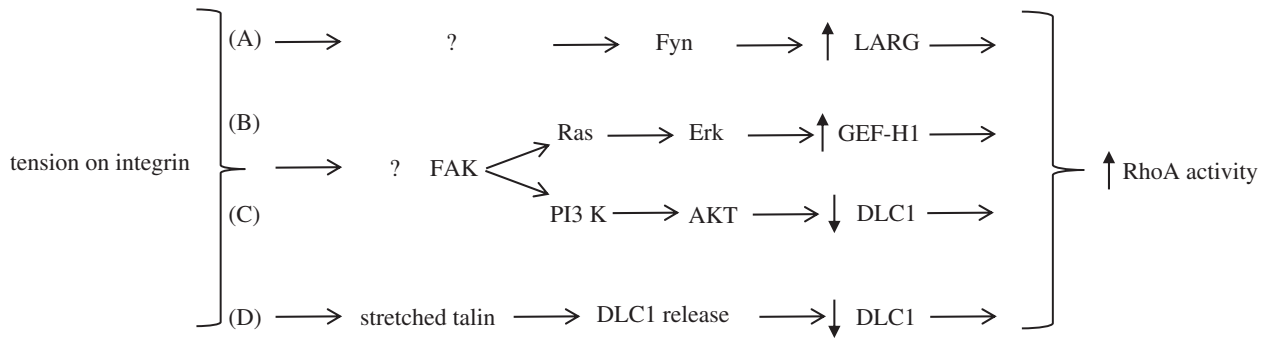 (A) ? Fyn LARG
(B) Ras Erk GEF-H1
tension on integrin ? FAK RhoA activity
(C) PI3 K AKT DLC1
(D) stretched talin DLC1 release DLC1